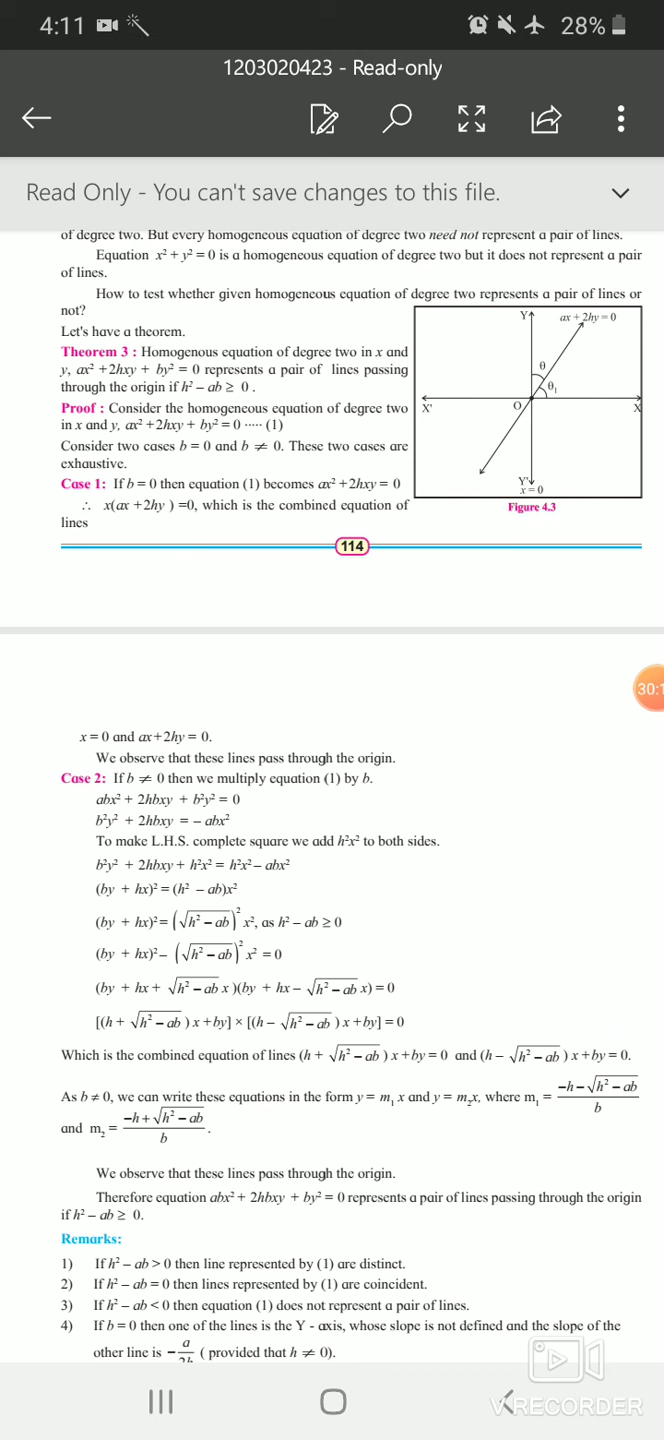 4:11 28%
1203020423 - Read-only
Read Only - You can't save changes to this file.
of degree two. But every homogeneous equation of degree two need not represent a pair of lines.
Equation x² + y² = 0 is a homogeneous equation of degree two but it does not represent a pair
of lines.
How to test whether given homogeneous equation of degree two represents a pair of lines or
not?
Let's have a theorem.
Theorem 3 : Homogenous equation of degree two in x and
y, ax² +2hxy + by² = 0 represents a pair of lines passing
through the origin if h² – ab ≥ 0 .
Proof : Consider the homogeneous equation of degree two
in x and y, ax² +2hxy + by² = 0 ····· (1)
Consider two cases b = 0 and b ≠ 0. These two cases are
exhaustive.
Case 1: If b = 0 then equation (1) becomes ax² +2hxy = 0
∴ x(ax +2hy ) =0, which is the combined equation of
lines
Y
ax + 2hy = 0
θ
θ₁
O
X'
X
Y'
x = 0
Figure 4.3
114
30:1
x = 0 and ax+2hy = 0.
We observe that these lines pass through the origin.
Case 2: If b ≠ 0 then we multiply equation (1) by b.
abx² + 2hbxy + b²y² = 0
b²y² + 2hbxy = – abx²
To make L.H.S. complete square we add h²x² to both sides.
b²y² + 2hbxy + h²x² = h²x² – abx²
(by + hx)² = (h² – ab)x²
(by + hx)² = (√(h² – ab))² x², as h² – ab ≥ 0
(by + hx)² – (√(h² – ab))² x² = 0
(by + hx + √(h² – ab) x )(by + hx – √(h² – ab) x) = 0
[(h + √(h² – ab) ) x +by] × [(h – √(h² – ab) ) x +by] = 0
Which is the combined equation of lines (h + √(h² – ab) ) x +by = 0 and (h – √(h² – ab) ) x +by = 0.
As b ≠ 0, we can write these equations in the form y = m₁ x and y = m₂x, where m₁ = (–h – √(h² – ab))/b
and m₂ = (–h + √(h² – ab))/b .
We observe that these lines pass through the origin.
Therefore equation abx² + 2hbxy + by² = 0 represents a pair of lines passing through the origin
if h² – ab ≥ 0.
Remarks:
1) If h² – ab > 0 then line represented by (1) are distinct.
2) If h² – ab = 0 then lines represented by (1) are coincident.
3) If h² – ab < 0 then equation (1) does not represent a pair of lines.
4) If b = 0 then one of the lines is the Y - axis, whose slope is not defined and the slope of the
other line is –a/2h ( provided that h ≠ 0).
V RECORDER